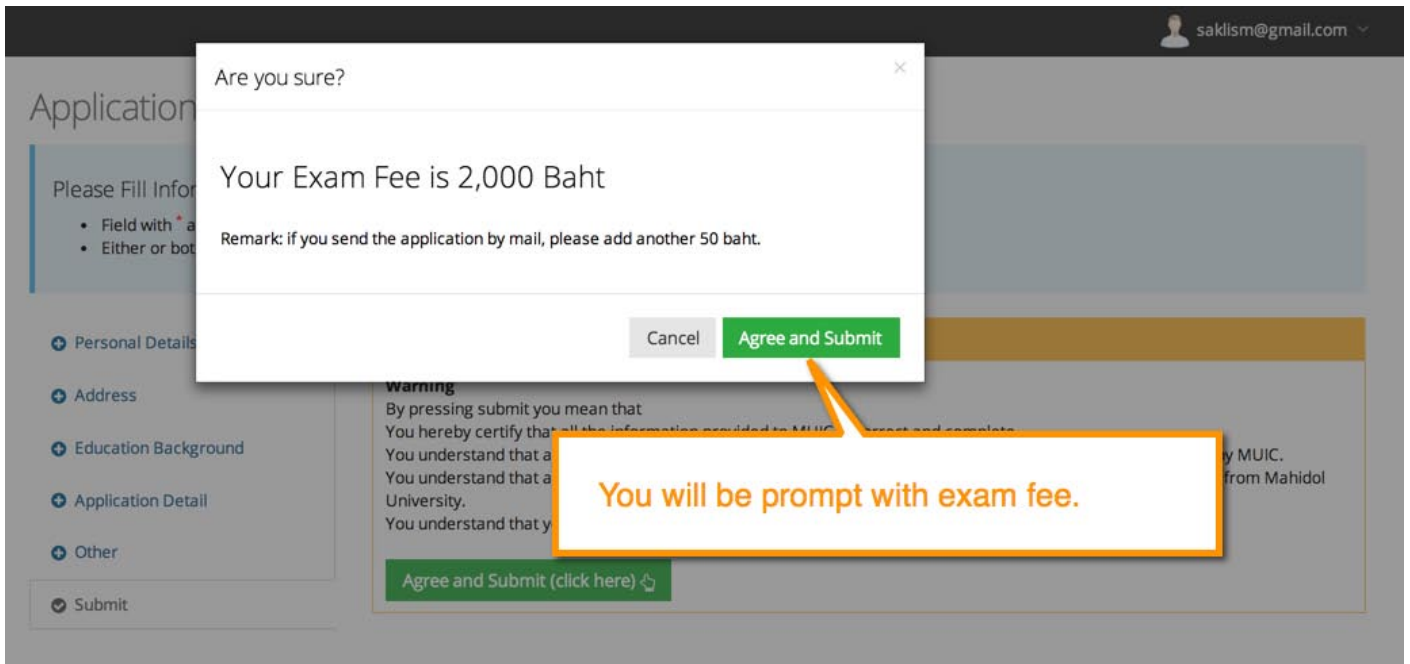 saklism@gmail.com
Are you sure?
×
Application
Your Exam Fee is 2,000 Baht
Please Fill Infor
• Field with * a
• Either or bot
Remark: if you send the application by mail, please add another 50 baht.
Cancel
Agree and Submit
Personal Details
Address
Education Background
Application Detail
Other
Submit
Warning
By pressing submit you mean that
You hereby certify that all the information provided to MUIC correct and complete
You understand that a y MUIC.
You understand that a from Mahidol
University.
You understand that y
You will be prompt with exam fee.
Agree and Submit (click here)